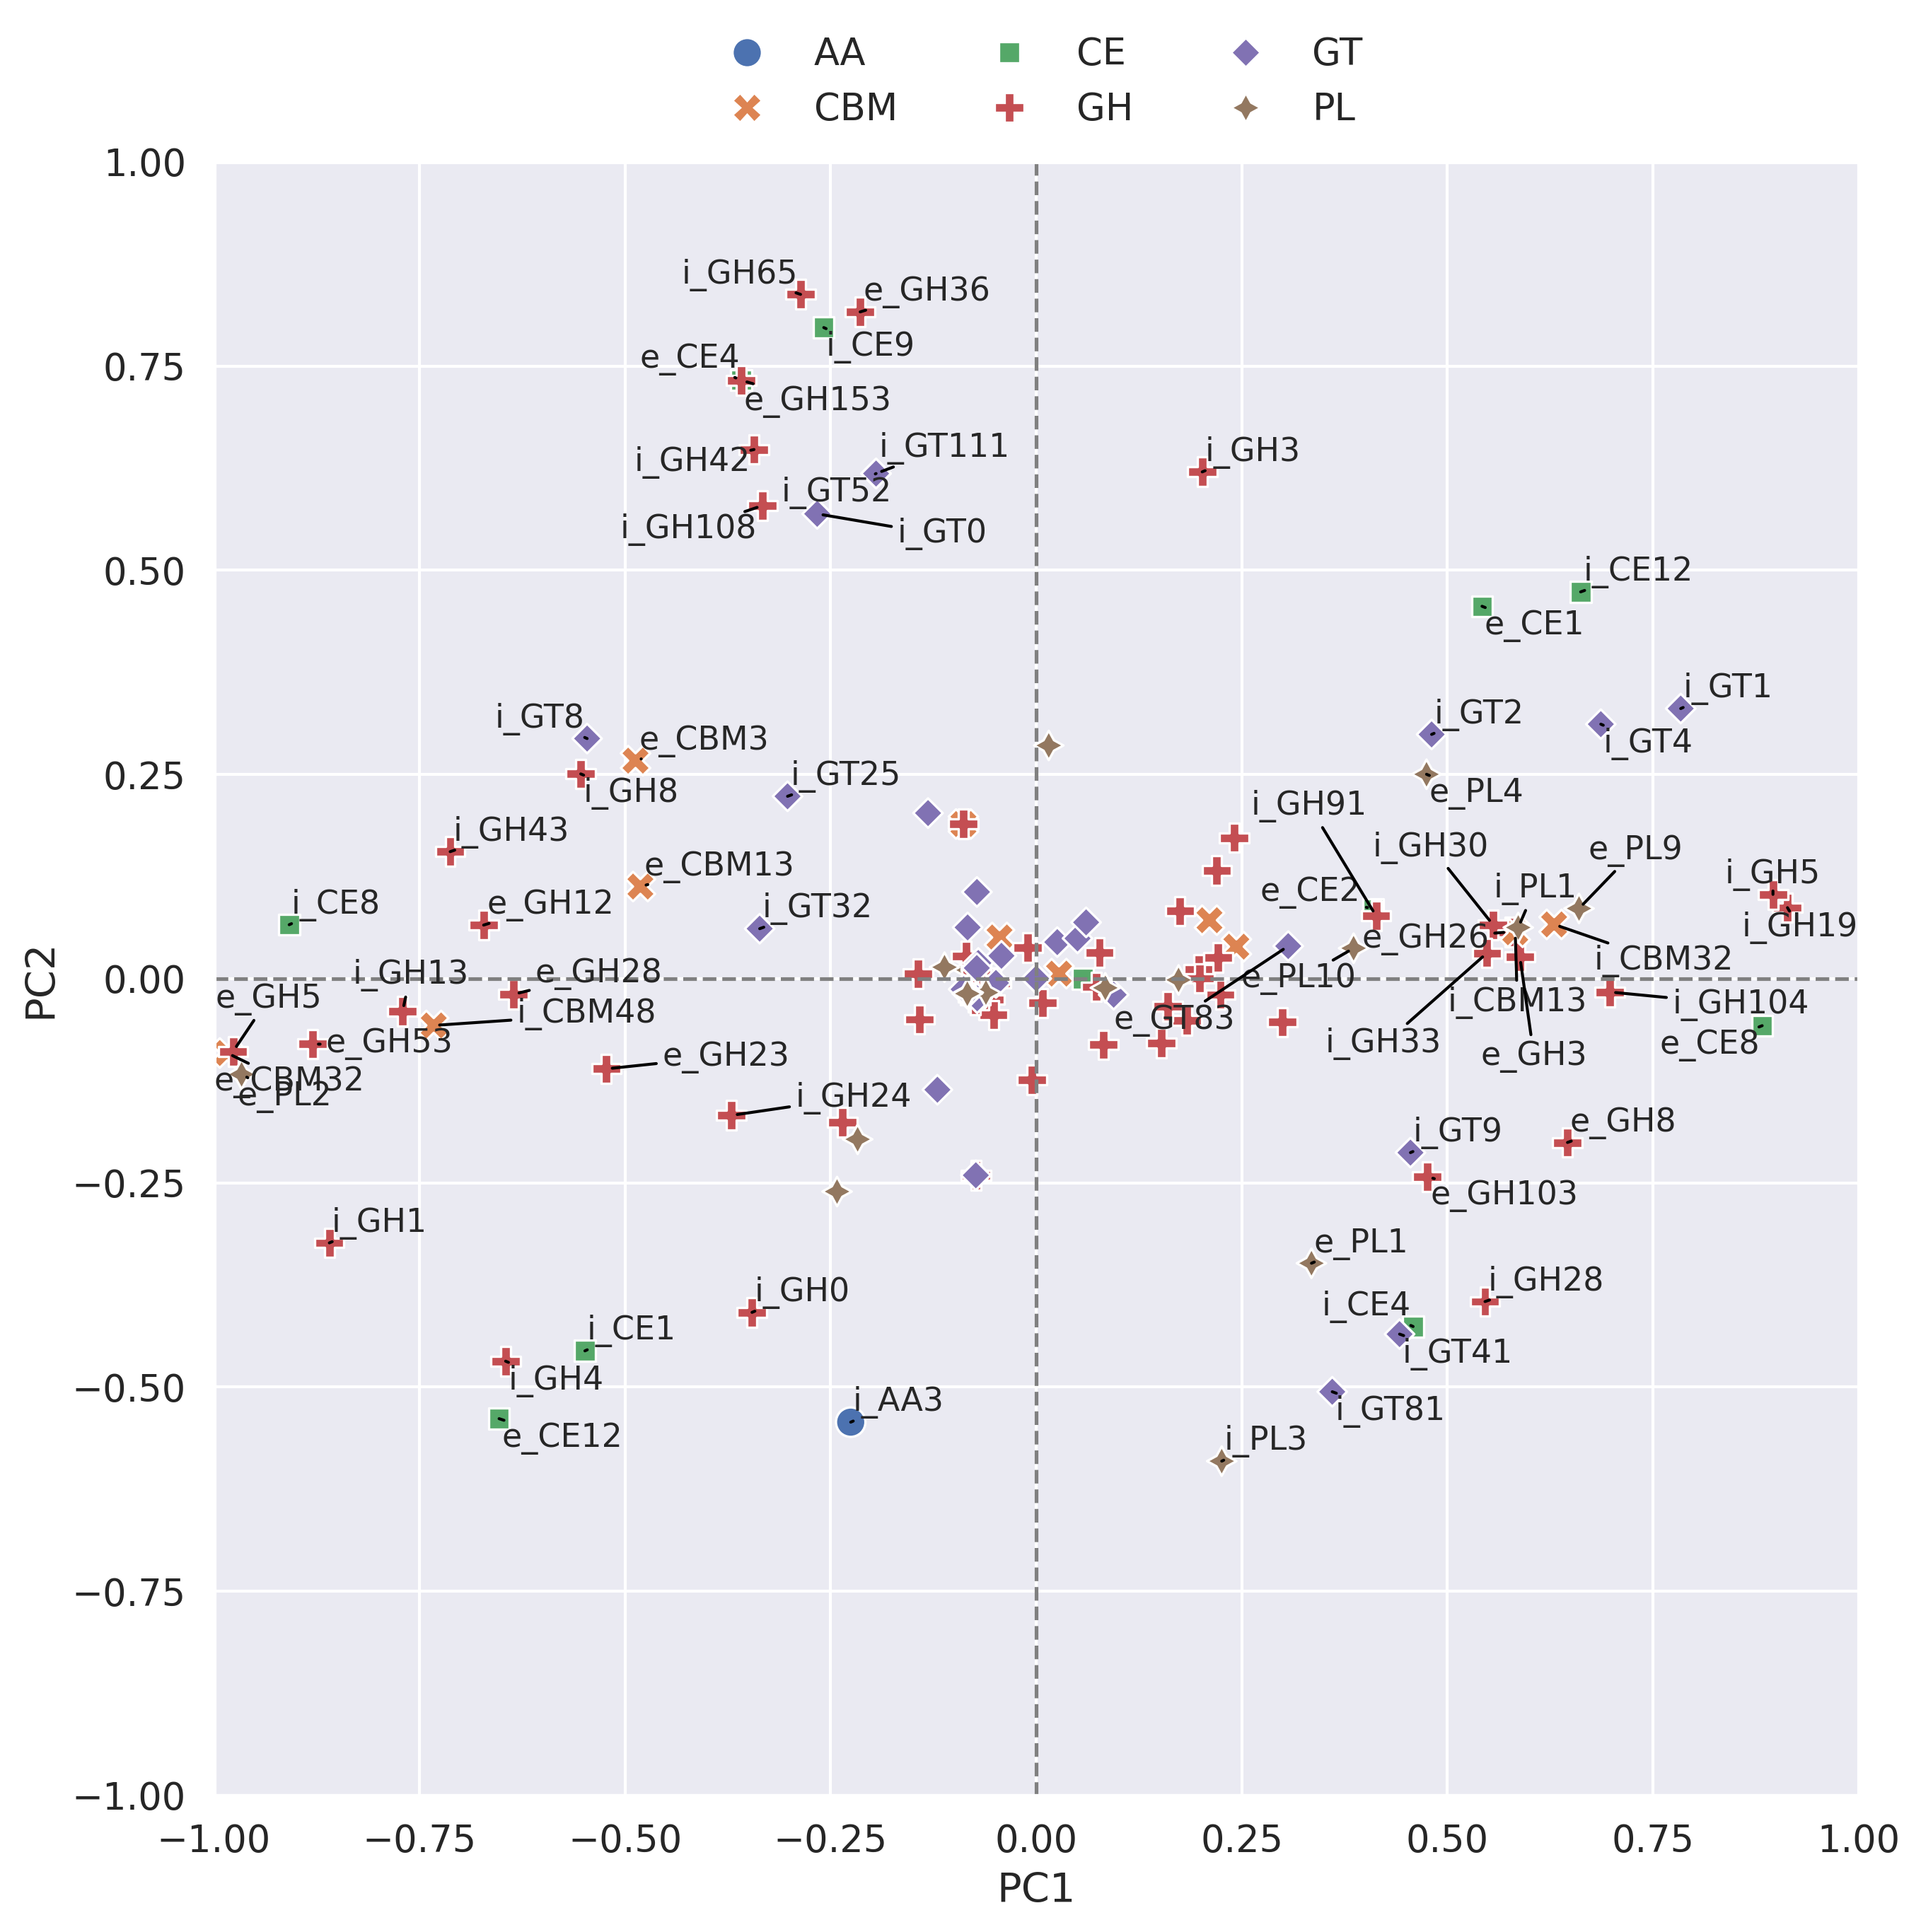 AA
CE
GT
CBM
GH
PL
1.00
i_GH65
e_GH36
i_CE9
e_CE4
0.75
e_GH153
i_GT111
i_GH3
i_GH42
i_GT52
i_GH108
i_GT0
0.50
i_CE12
e_CE1
i_GT1
i_GT8
i_GT2
e_CBM3
i_GT4
0.25
i_GT25
i_GH8
e_PL4
i_GH91
i_GH43
i_GH30
e_PL9
e_CBM13
i_GH5
i_PL1
e_CE2
i_CE8
e_GH12
i_GT32
i_GH19
e_GH26
i_CBM32
0.00
i_GH13
e_GH28
e_PL10
e_GH5
i_CBM48
i_CBM13
i_GH104
e_GT83
e_GH53
i_GH33
e_CE8
e_GH3
e_GH23
e_CBM32
e_PL2
i_GH24
e_GH8
i_GT9
−0.25
e_GH103
i_GH1
e_PL1
i_GH28
i_GH0
i_CE4
i_CE1
i_GT41
i_GH4
−0.50
i_AA3
i_GT81
e_CE12
i_PL3
−0.75
−1.00
−1.00
−0.75
−0.50
−0.25
0.00
0.25
0.50
0.75
1.00
PC1
PC2